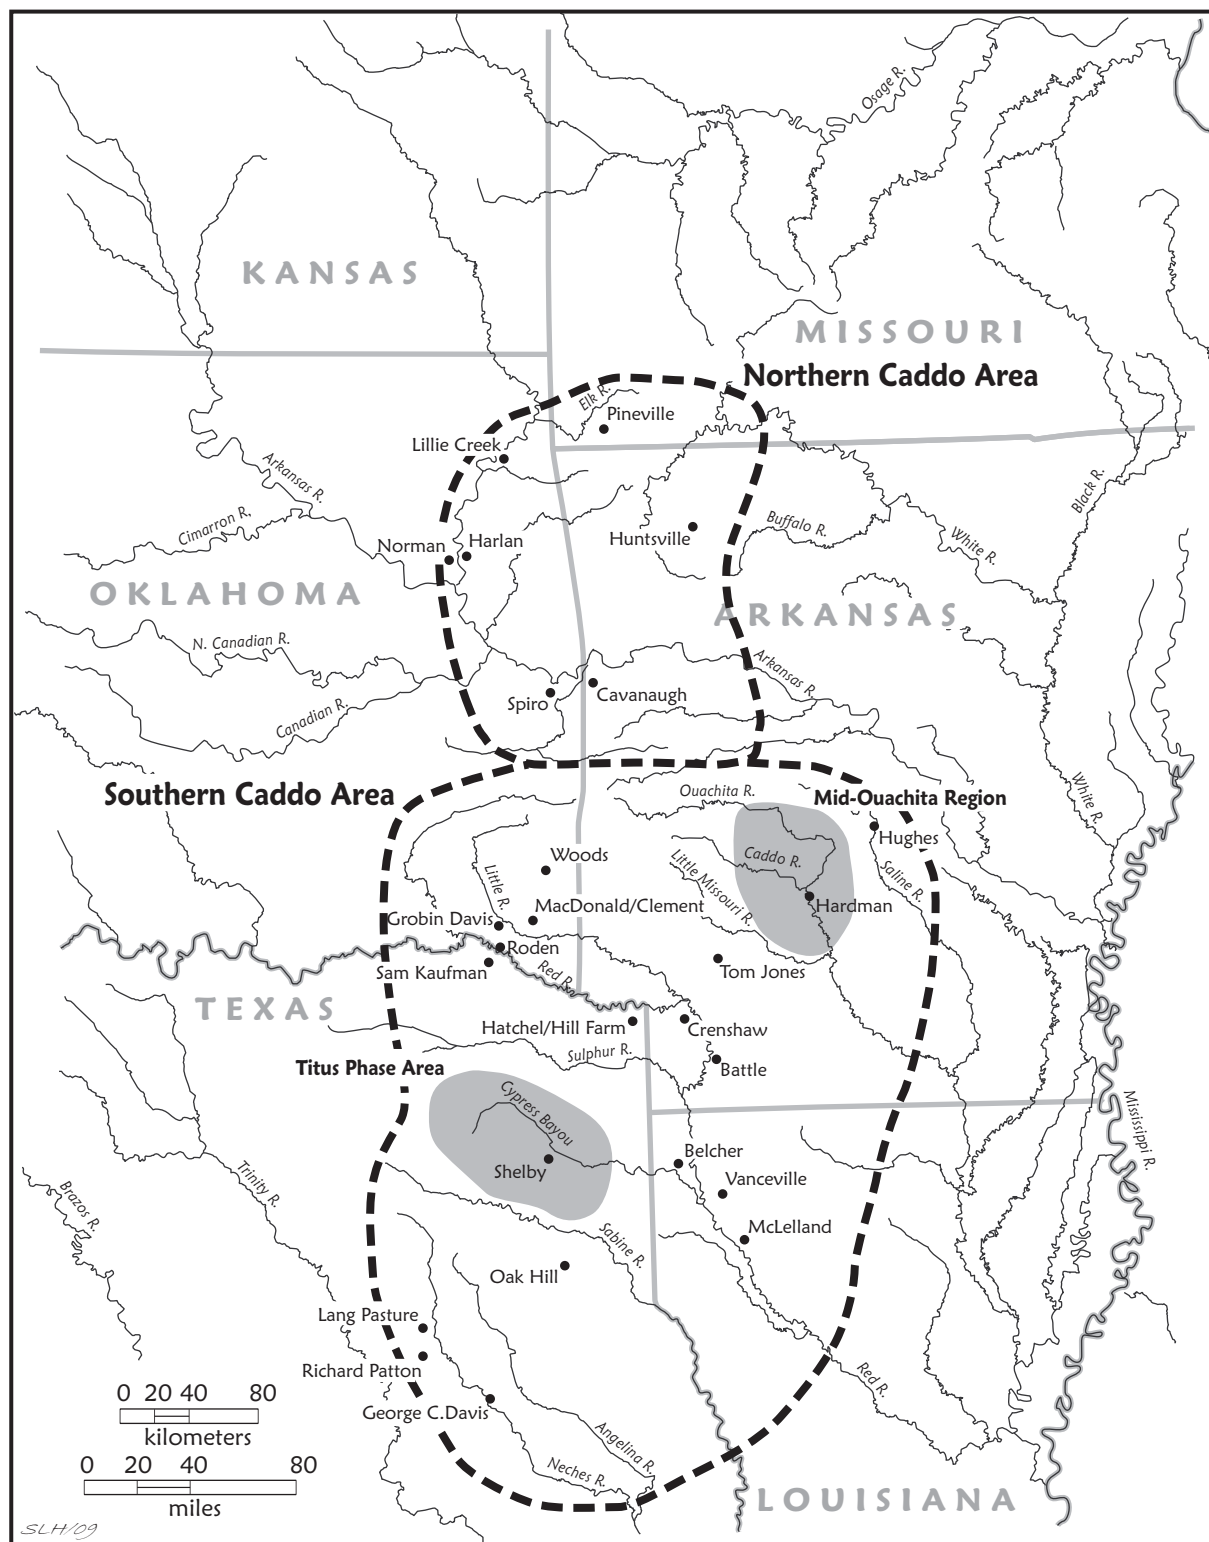 Osage R.
KANSAS
MISSOURI
Northern Caddo Area
Elk R.
Pineville
Lillie Creek
Arkansas R.
Black R.
Cimarron R,
Buffalo R.
Huntsville
White R.
Norman
Harlan
OKLAHOMA
ARKANSAS
N. Canadian R.
Arkansas R.
Canadian R.
Spiro
Cavanaugh
Southern Caddo Area
Ouachita R.
Mid-Ouachita Region
White R.
Hughes
Woods
Caddo R.
Little R.
Little Missouri R.
Saline R.
MacDonald/Clement
Hardman
Grobin Davis
Roden
Sam Kaufman
Red R.
Tom Jones
TEXAS
Hatchel/Hill Farm
Crenshaw
Sulphur R.
Titus Phase Area
Battle
Cypress Bayou
Mississippi R.
Shelby
Belcher
Trinity R.
Vanceville
Brazos R.
Sabine R.
McLelland
Oak Hill
Lang Pasture
Richard Patton
Red R.
0 20 40 80
kilometers
George C.Davis
Angelina R.
Neches R.
0 20 40 80
miles
LOUISIANA
SLH/09